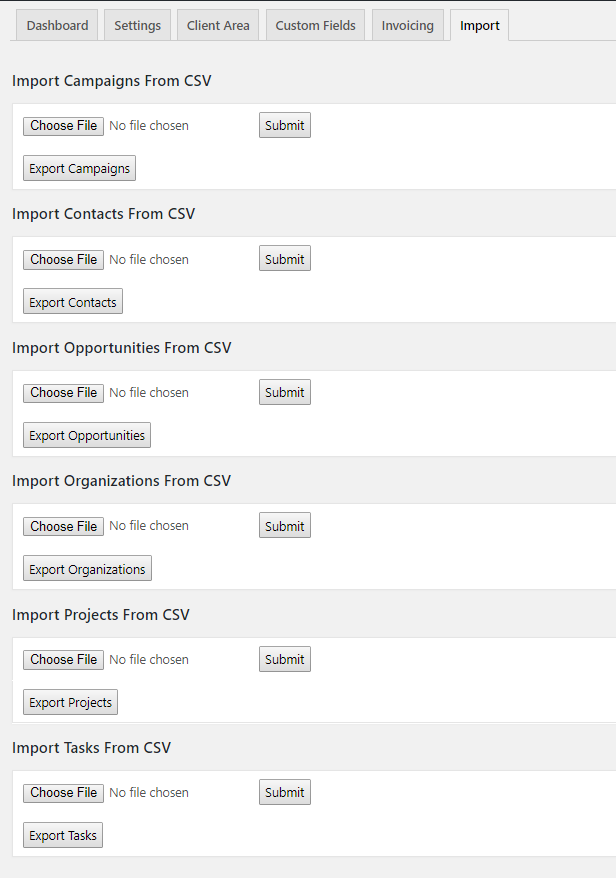 Dashboard Settings Client Area Custom Fields Invoicing Import
Import Campaigns From CSV
Choose File No file chosen Submit
Export Campaigns
Import Contacts From CSV
Choose File No file chosen Submit
Export Contacts
Import Opportunities From CSV
Choose File No file chosen Submit
Export Opportunities
Import Organizations From CSV
Choose File No file chosen Submit
Export Organizations
Import Projects From CSV
Choose File No file chosen Submit
Export Projects
Import Tasks From CSV
Choose File No file chosen Submit
Export Tasks